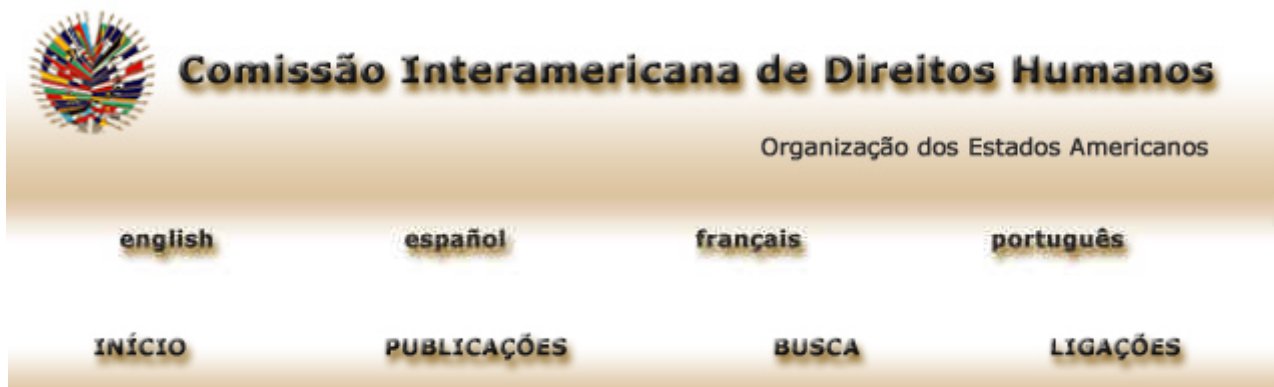 Comissão Interamericana de Direitos Humanos
Organização dos Estados Americanos
english español français português
INÍCIO PUBLICAÇÕES BUSCA LIGAÇÕES